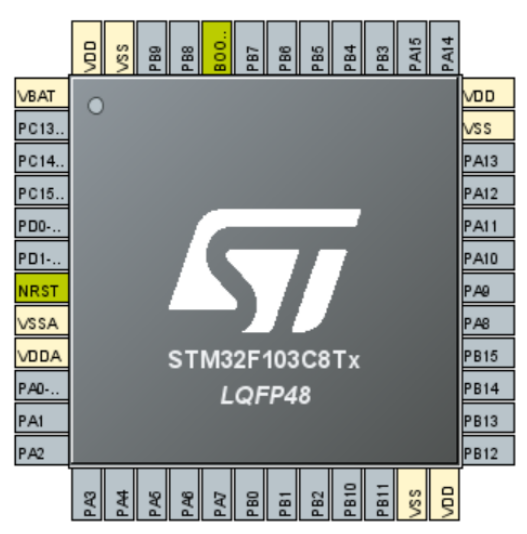 VDD
VSS
PB9
PB8
BOO..
PB7
PB6
PB5
PB4
PB3
PA15
PA14
VBAT
PC13..
PC14..
PC15..
PD0-..
PD1-..
NRST
VSSA
VDDA
PA0-..
PA1
PA2
VDD
VSS
PA13
PA12
PA11
PA10
PA9
PA8
PB15
PB14
PB13
PB12
ST
STM32F103C8Tx
LQFP48
PA3
PA4
PA5
PA6
PA7
PB0
PB1
PB2
PB10
PB11
VSS
VDD